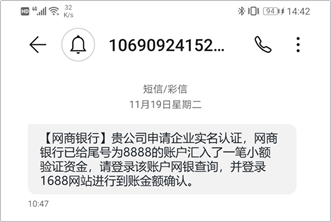 HD 4G 32 K/s 94 14:42
10690924152...
短信/彩信
11月19日星期二
【网商银行】贵公司申请企业实名认证，网商
银行已给尾号为8888的账户汇入了一笔小额
验证资金，请登录该账户网银查询，并登录
1688网站进行到账金额确认。
10:47